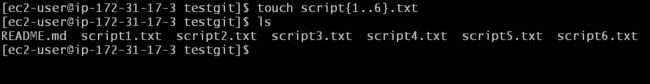 [ec2-user@ip-172-31-17-3 testgit]$ touch script{1..6}.txt
[ec2-user@ip-172-31-17-3 testgit]$ ls
README.md  script1.txt  script2.txt  script3.txt  script4.txt  script5.txt  script6.txt
[ec2-user@ip-172-31-17-3 testgit]$